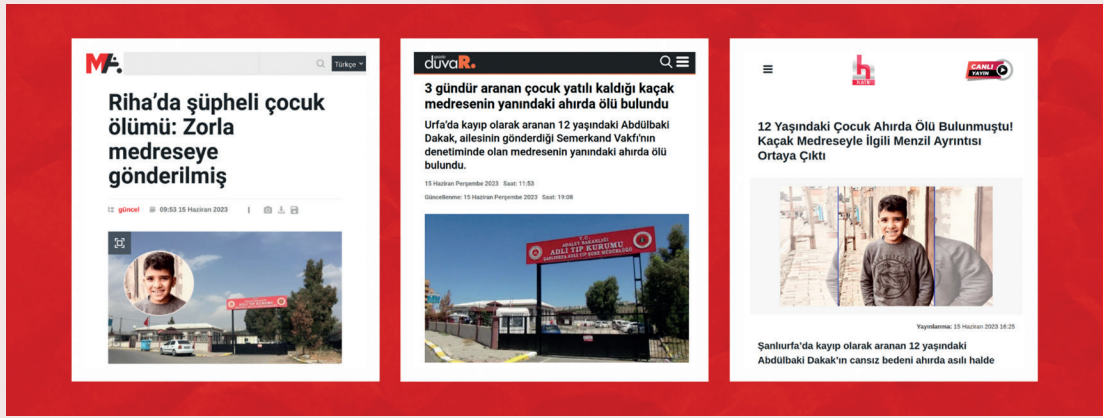 MA.
Türkçe
Riha'da şüpheli çocuk
ölümü: Zorla
medreseye
gönderilmiş
güncel 09:53 15 Haziran 2023
duvaR.
3 gündür aranan çocuk yatılı kaldığı kaçak
medresenin yanındaki ahırda ölü bulundu
Urfa'da kayıp olarak aranan 12 yaşındaki Abdülbaki
Dakak, ailesinin gönderdiği Semerkand Vakfı'nın
denetiminde olan medresenin yanındaki ahırda ölü
bulundu.
15 Haziran Perşembe 2023 Saat: 11:53
Güncellenme: 15 Haziran Perşembe 2023 Saat: 19:08
T.C.
ADALET BAKANLIĞI
ADLİ TIP KURUMU
ŞANLIURFA ADLİ TIP ŞUBE MÜDÜRLÜĞÜ
h
HALK
CANLI
YAYIN
12 Yaşındaki Çocuk Ahırda Ölü Bulunmuştu!
Kaçak Medreseyle İlgili Menzil Ayrıntısı
Ortaya Çıktı
Yayınlanma: 15 Haziran 2023 16:25
Şanlıurfa'da kayıp olarak aranan 12 yaşındaki
Abdülbaki Dakak'ın cansız bedeni ahırda asılı halde